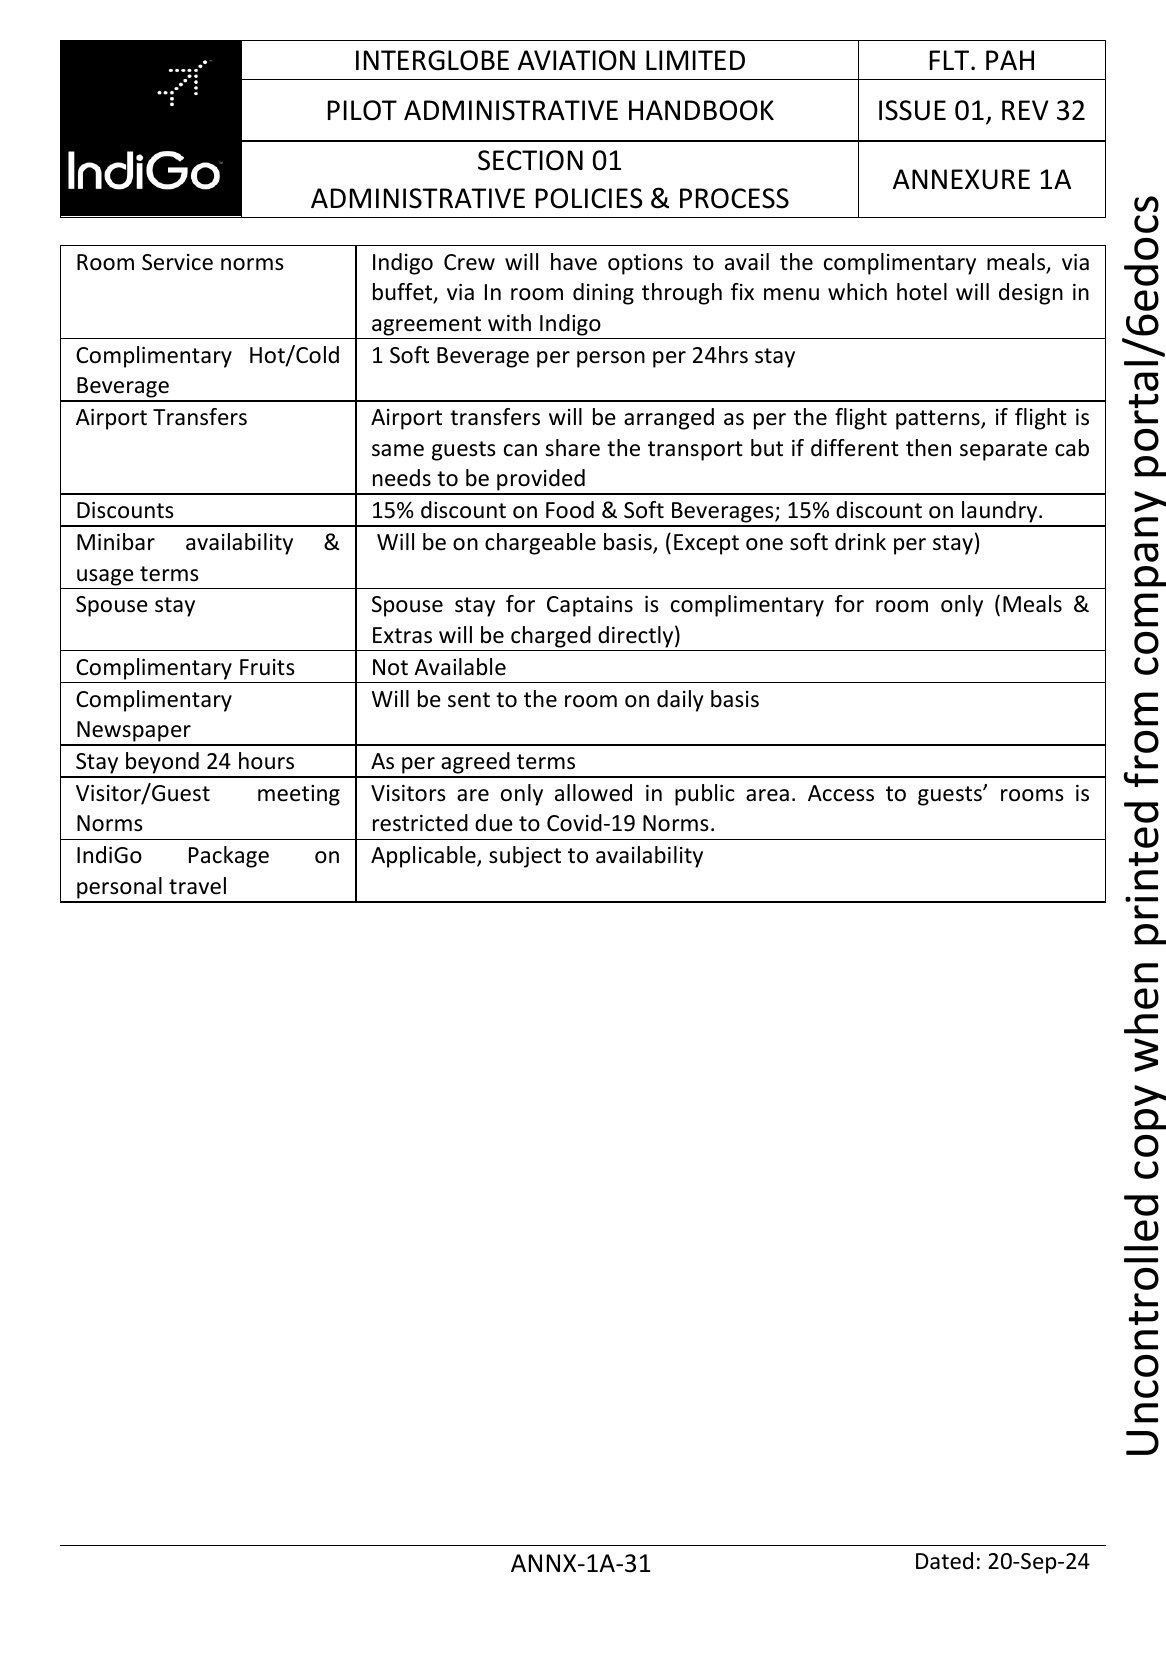 INTERGLOBE AVIATION LIMITED
FLT. PAH
PILOT ADMINISTRATIVE HANDBOOK
ISSUE 01, REV 32
IndiGo
SECTION 01
ADMINISTRATIVE POLICIES & PROCESS
ANNEXURE 1A
Room Service norms
Indigo Crew will have options to avail the complimentary meals, via
buffet, via In room dining through fix menu which hotel will design in
agreement with Indigo
Complimentary Hot/Cold
Beverage
1 Soft Beverage per person per 24hrs stay
Airport Transfers
Airport transfers will be arranged as per the flight patterns, if flight is
same guests can share the transport but if different then separate cab
needs to be provided
Discounts
15% discount on Food & Soft Beverages; 15% discount on laundry.
Minibar availability &
usage terms
Will be on chargeable basis, (Except one soft drink per stay)
Spouse stay
Spouse stay for Captains is complimentary for room only (Meals &
Extras will be charged directly)
Complimentary Fruits
Not Available
Complimentary
Newspaper
Will be sent to the room on daily basis
Stay beyond 24 hours
As per agreed terms
Visitor/Guest meeting
Norms
Visitors are only allowed in public area. Access to guests’ rooms is
restricted due to Covid-19 Norms.
IndiGo Package on
personal travel
Applicable, subject to availability
Uncontrolled copy when printed from company portal/6edocs
ANNX-1A-31
Dated: 20-Sep-24